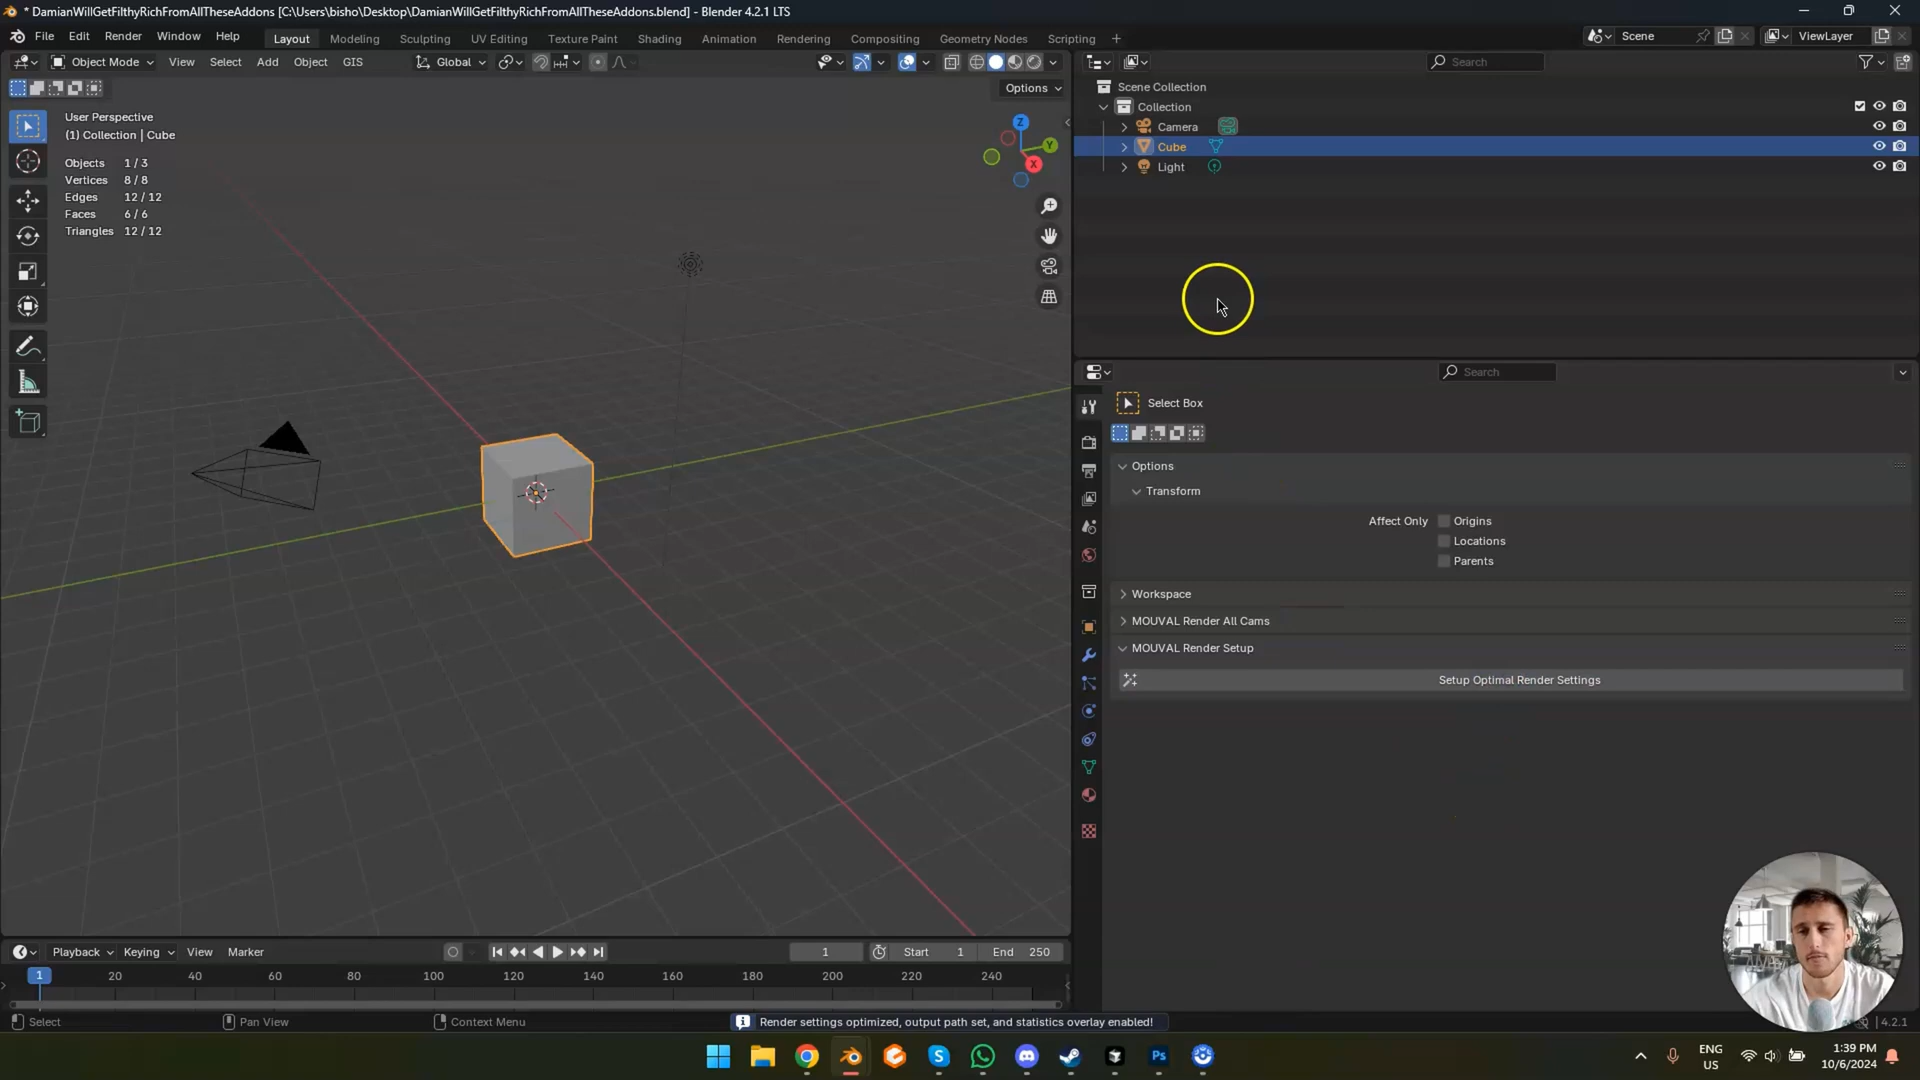 * DamianWillGetFilthyRichFromAllTheseAddons [C:\Users\bisho\Desktop\DamianWillGetFilthyRichFromAllTheseAddons.blend] - Blender 4.2.1 LTS
File Edit Render Window Help Layout Modeling Sculpting UV Editing Texture Paint Shading Animation Rendering Compositing Geometry Nodes Scripting + Scene ViewLayer
Object Mode View Select Add Object GIS Global Search
Options
User Perspective
(1) Collection | Cube
Objects 1 / 3
Vertices 8 / 8
Edges 12 / 12
Faces 6 / 6
Triangles 12 / 12
Z
Y
X
Scene Collection
Collection
Camera
Cube
Light
Search
Select Box
Options
Transform
Affect Only Origins
Locations
Parents
Workspace
MOUVAL Render All Cams
MOUVAL Render Setup
Setup Optimal Render Settings
Playback Keying View Marker 1 Start 1 End 250
1 20 40 60 80 100 120 140 160 180 200 220 240
Select Pan View Context Menu Render settings optimized, output path set, and statistics overlay enabled! 4.2.1
ENG
US
1:39 PM
10/6/2024